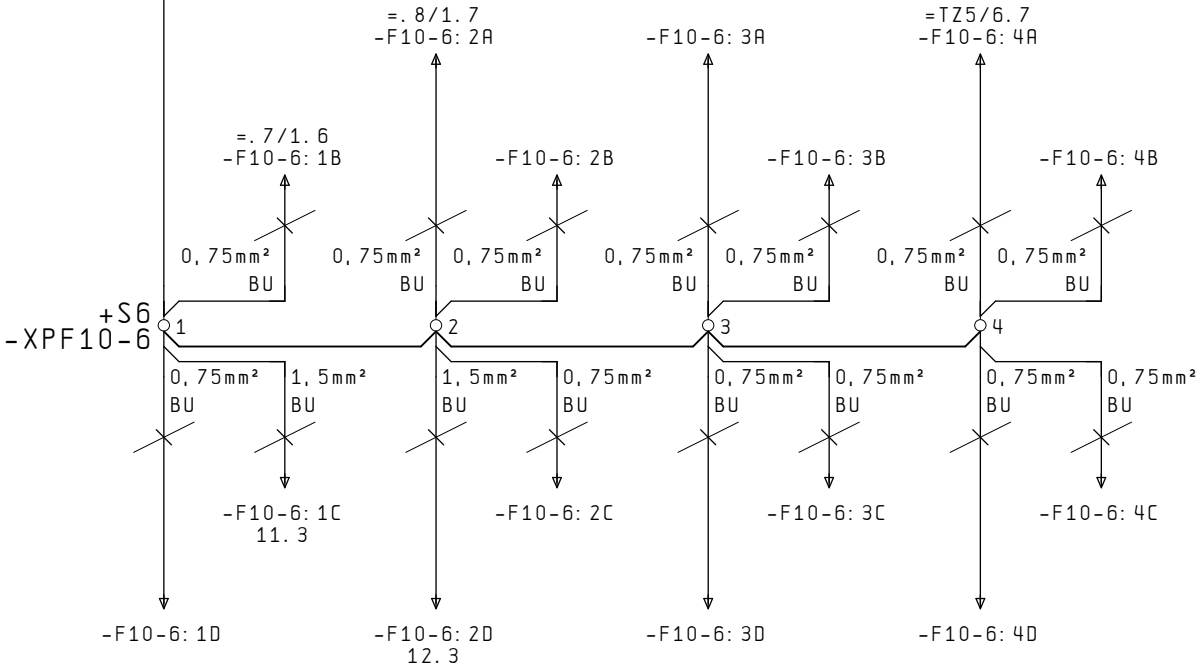 =.8/1.7
-F10-6:2A
-F10-6:3A
=TZ5/6.7
-F10-6:4A
=.7/1.6
-F10-6:1B
-F10-6:2B
-F10-6:3B
-F10-6:4B
0,75mm²
BU
0,75mm²
BU
0,75mm²
BU
0,75mm²
BU
0,75mm²
BU
0,75mm²
BU
0,75mm²
BU
+S6
-XPF10-6
1
2
3
4
0,75mm²
BU
1,5mm²
BU
1,5mm²
BU
0,75mm²
BU
0,75mm²
BU
0,75mm²
BU
0,75mm²
BU
0,75mm²
BU
-F10-6:1C
11.3
-F10-6:2C
-F10-6:3C
-F10-6:4C
-F10-6:1D
-F10-6:2D
12.3
-F10-6:3D
-F10-6:4D